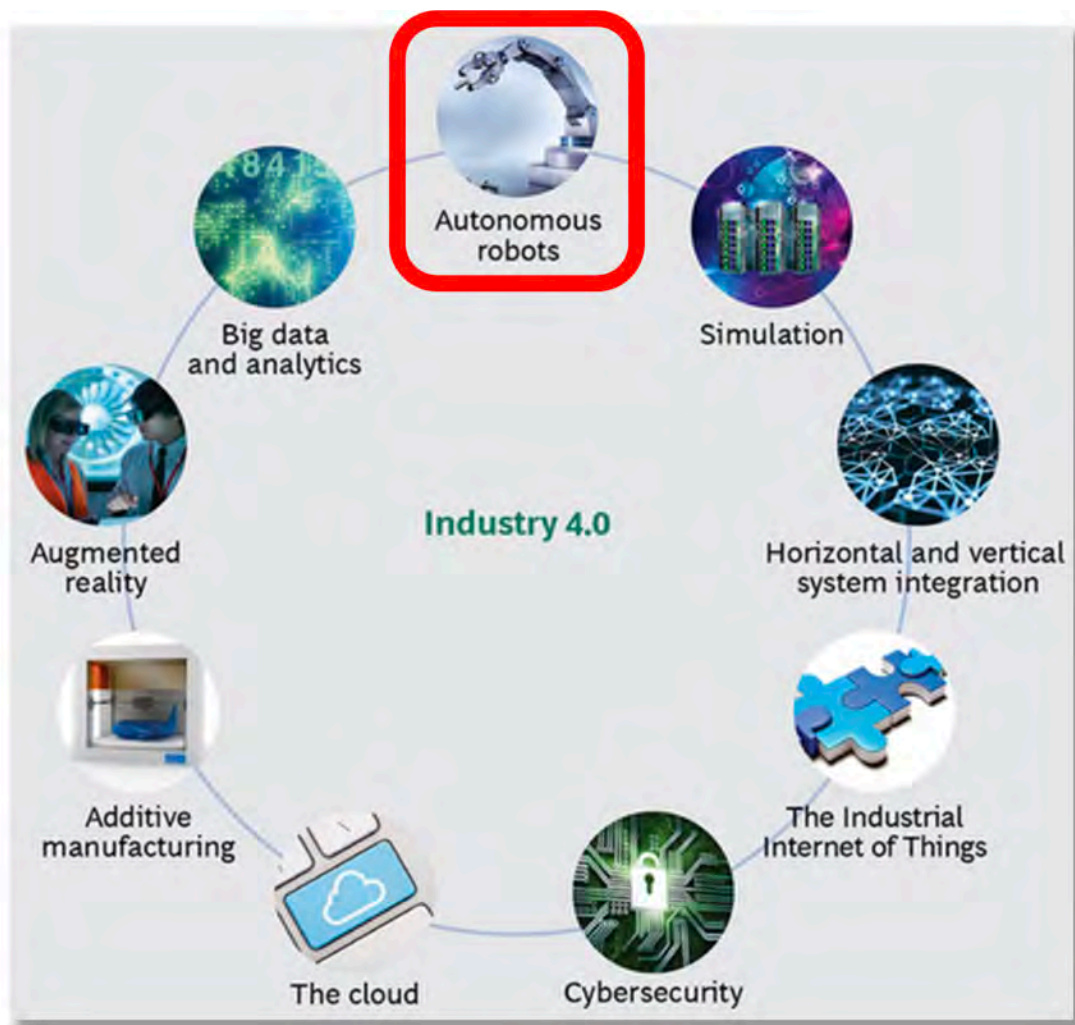 Autonomous
robots
Simulation
Horizontal and vertical
system integration
The Industrial
Internet of Things
Cybersecurity
The cloud
Additive
manufacturing
Augmented
reality
Big data
and analytics
Industry 4.0